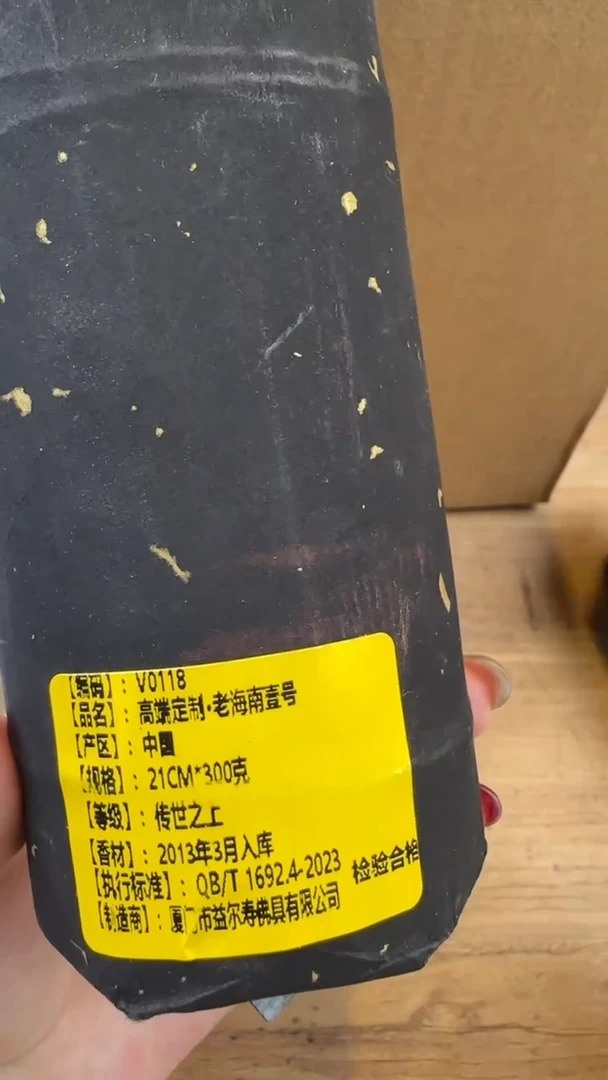 【编码】：V0118
【品名】：高端定制·老海南壹号
【产区】：中国
【规格】：21CM*300克
【等级】：传世之上
【香材】：2013年3月入库
【执行标准】：QB/T 1692.4-2023 检验合格
【制造商】：厦门市益尔寿佛具有限公司